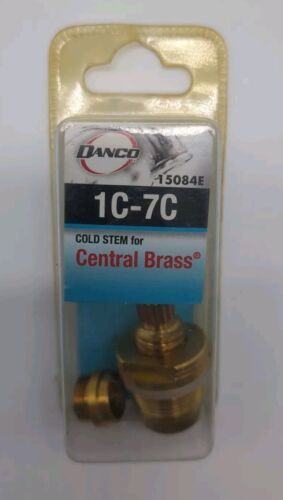 DANCO
15084E
1C-7C
COLD STEM for
Central Brass®